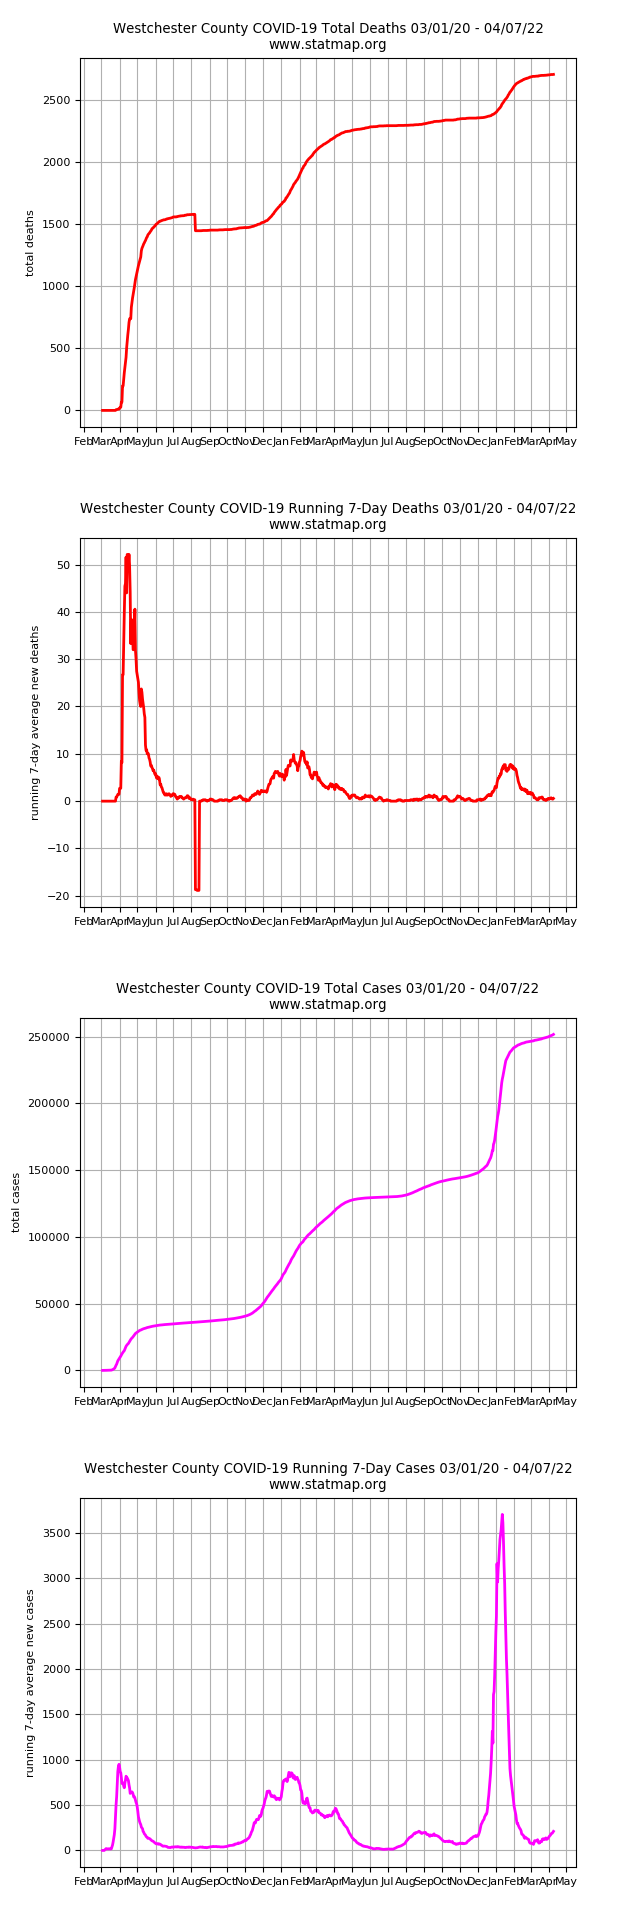 Westchester County COVID-19 Total Deaths 03/01/20 - 04/07/22
www.statmap.org
2500
2000
1500
1000
500
0
total deaths
Feb Mar Apr May Jun Jul Aug Sep Oct Nov Dec Jan Feb Mar Apr May Jun Jul Aug Sep Oct Nov Dec Jan Feb Mar Apr May
Westchester County COVID-19 Running 7-Day Deaths 03/01/20 - 04/07/22
www.statmap.org
50
40
30
20
10
0
−10
−20
running 7-day average new deaths
Feb Mar Apr May Jun Jul Aug Sep Oct Nov Dec Jan Feb Mar Apr May Jun Jul Aug Sep Oct Nov Dec Jan Feb Mar Apr May
Westchester County COVID-19 Total Cases 03/01/20 - 04/07/22
www.statmap.org
250000
200000
150000
100000
50000
0
total cases
Feb Mar Apr May Jun Jul Aug Sep Oct Nov Dec Jan Feb Mar Apr May Jun Jul Aug Sep Oct Nov Dec Jan Feb Mar Apr May
Westchester County COVID-19 Running 7-Day Cases 03/01/20 - 04/07/22
www.statmap.org
3500
3000
2500
2000
1500
1000
500
0
running 7-day average new cases
Feb Mar Apr May Jun Jul Aug Sep Oct Nov Dec Jan Feb Mar Apr May Jun Jul Aug Sep Oct Nov Dec Jan Feb Mar Apr May